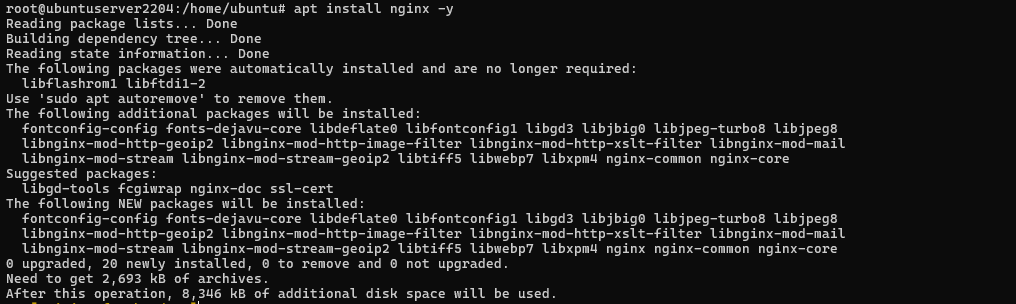 root@ubuntuserver2204:/home/ubuntu# apt install nginx -y
Reading package lists... Done
Building dependency tree... Done
Reading state information... Done
The following packages were automatically installed and are no longer required:
  libflashrom1 libftdi1-2
Use 'sudo apt autoremove' to remove them.
The following additional packages will be installed:
  fontconfig-config fonts-dejavu-core libdeflate0 libfontconfig1 libgd3 libjbig0 libjpeg-turbo8 libjpeg8
  libnginx-mod-http-geoip2 libnginx-mod-http-image-filter libnginx-mod-http-xslt-filter libnginx-mod-mail
  libnginx-mod-stream libnginx-mod-stream-geoip2 libtiff5 libwebp7 libxpm4 nginx-common nginx-core
Suggested packages:
  libgd-tools fcgiwrap nginx-doc ssl-cert
The following NEW packages will be installed:
  fontconfig-config fonts-dejavu-core libdeflate0 libfontconfig1 libgd3 libjbig0 libjpeg-turbo8 libjpeg8
  libnginx-mod-http-geoip2 libnginx-mod-http-image-filter libnginx-mod-http-xslt-filter libnginx-mod-mail
  libnginx-mod-stream libnginx-mod-stream-geoip2 libtiff5 libwebp7 libxpm4 nginx nginx-common nginx-core
0 upgraded, 20 newly installed, 0 to remove and 0 not upgraded.
Need to get 2,693 kB of archives.
After this operation, 8,346 kB of additional disk space will be used.